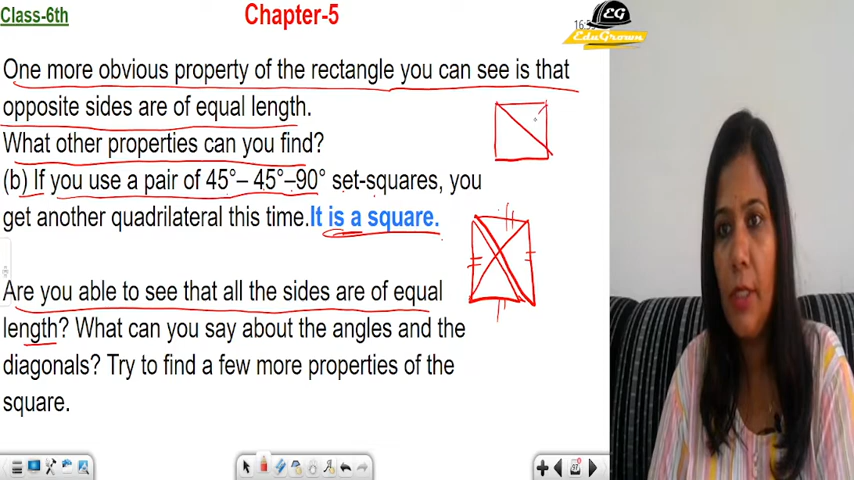 Class-6th
Chapter-5
EG
EduGrown
One more obvious property of the rectangle you can see is that
opposite sides are of equal length.
What other properties can you find?
(b) If you use a pair of 45°– 45°–90° set-squares, you
get another quadrilateral this time.It is a square.
Are you able to see that all the sides are of equal
length? What can you say about the angles and the
diagonals? Try to find a few more properties of the
square.